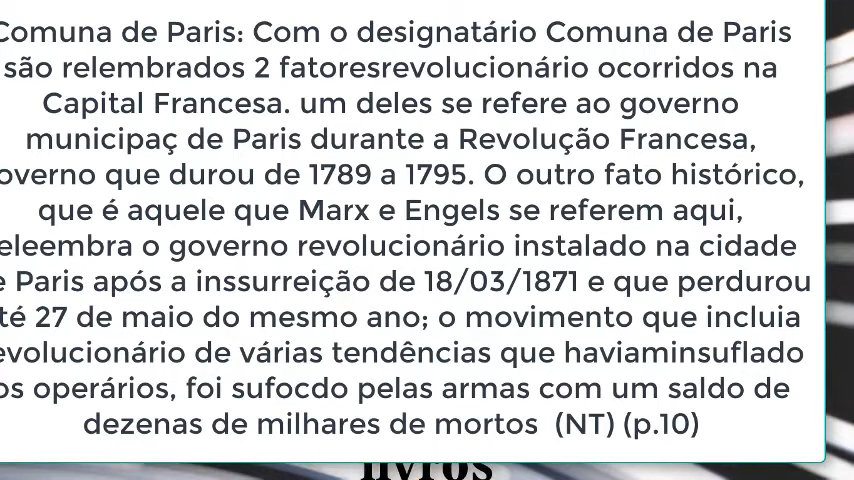 Comuna de Paris: Com o designatário Comuna de Paris
são relembrados 2 fatoresrevolucionário ocorridos na
Capital Francesa. um deles se refere ao governo
municipaç de Paris durante a Revolução Francesa,
overno que durou de 1789 a 1795. O outro fato histórico,
que é aquele que Marx e Engels se referem aqui,
eleembra o governo revolucionário instalado na cidade
e Paris após a inssurreição de 18/03/1871 e que perdurou
té 27 de maio do mesmo ano; o movimento que incluia
evolucionário de várias tendências que haviaminsuflado
os operários, foi sufocdo pelas armas com um saldo de
dezenas de milhares de mortos (NT) (p.10)
livros